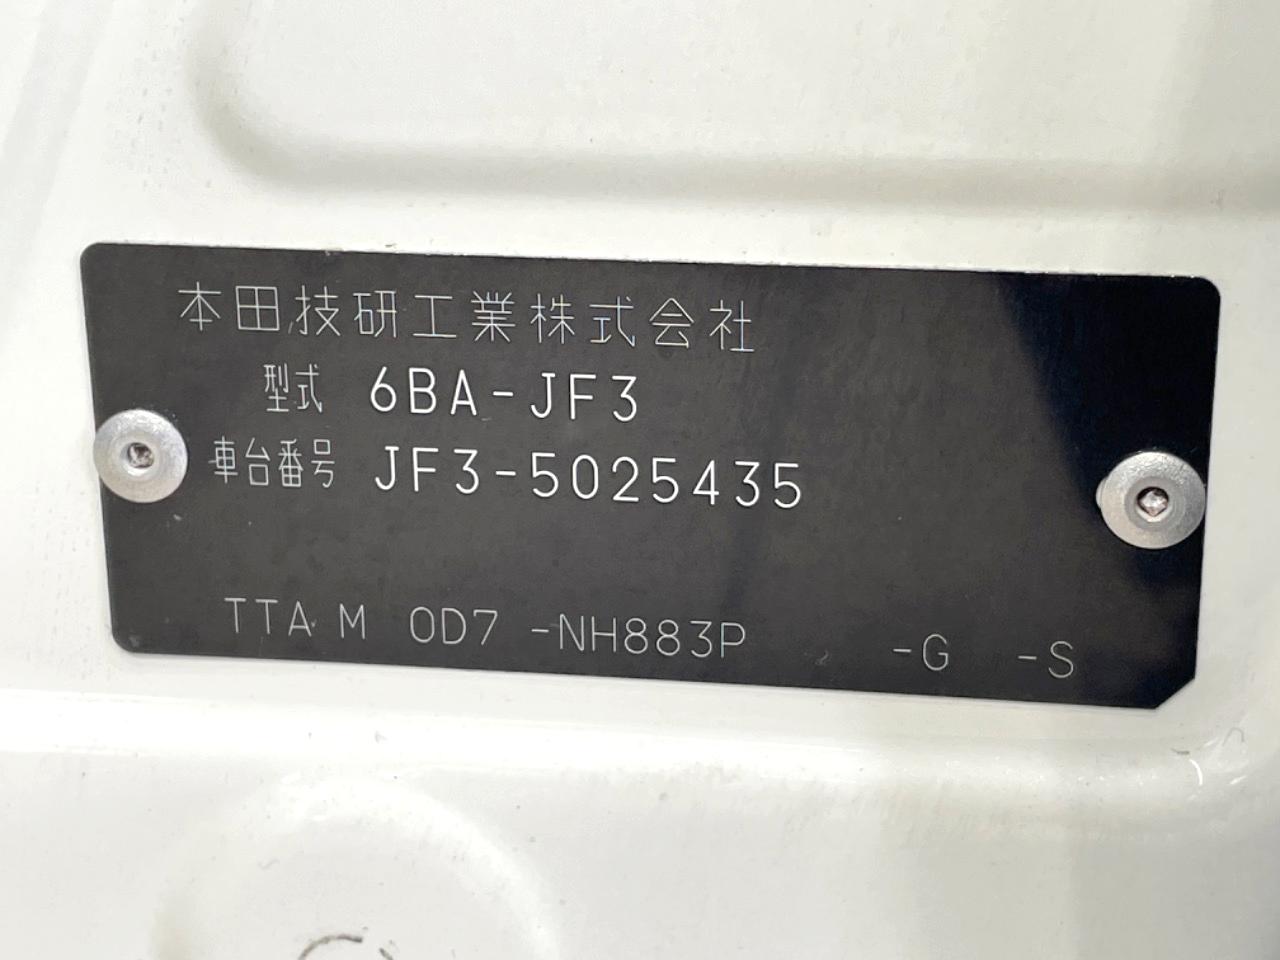 本田技研工業株式会社
型式 6BA-JF3
車台番号 JF3-5025435
TTA M 0D7 -NH883P -G -S